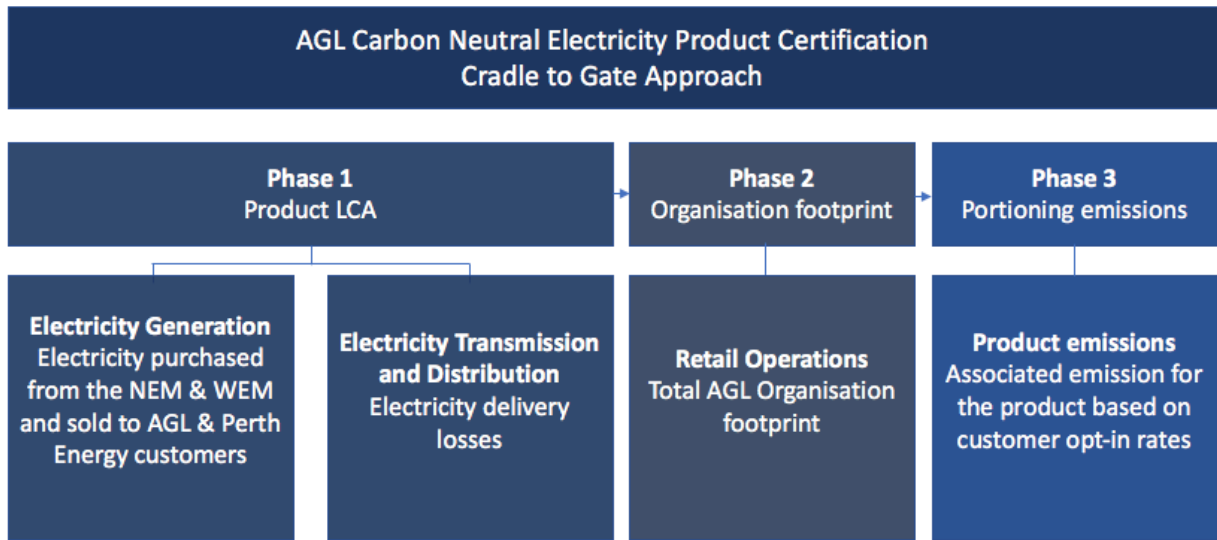 AGL Carbon Neutral Electricity Product Certification
Cradle to Gate Approach
Phase 1
Product LCA
Phase 2
Organisation footprint
Phase 3
Portioning emissions
Electricity Generation
Electricity purchased
from the NEM & WEM
and sold to AGL & Perth
Energy customers
Electricity Transmission
and Distribution
Electricity delivery
losses
Retail Operations
Total AGL Organisation
footprint
Product emissions
Associated emission for
the product based on
customer opt-in rates